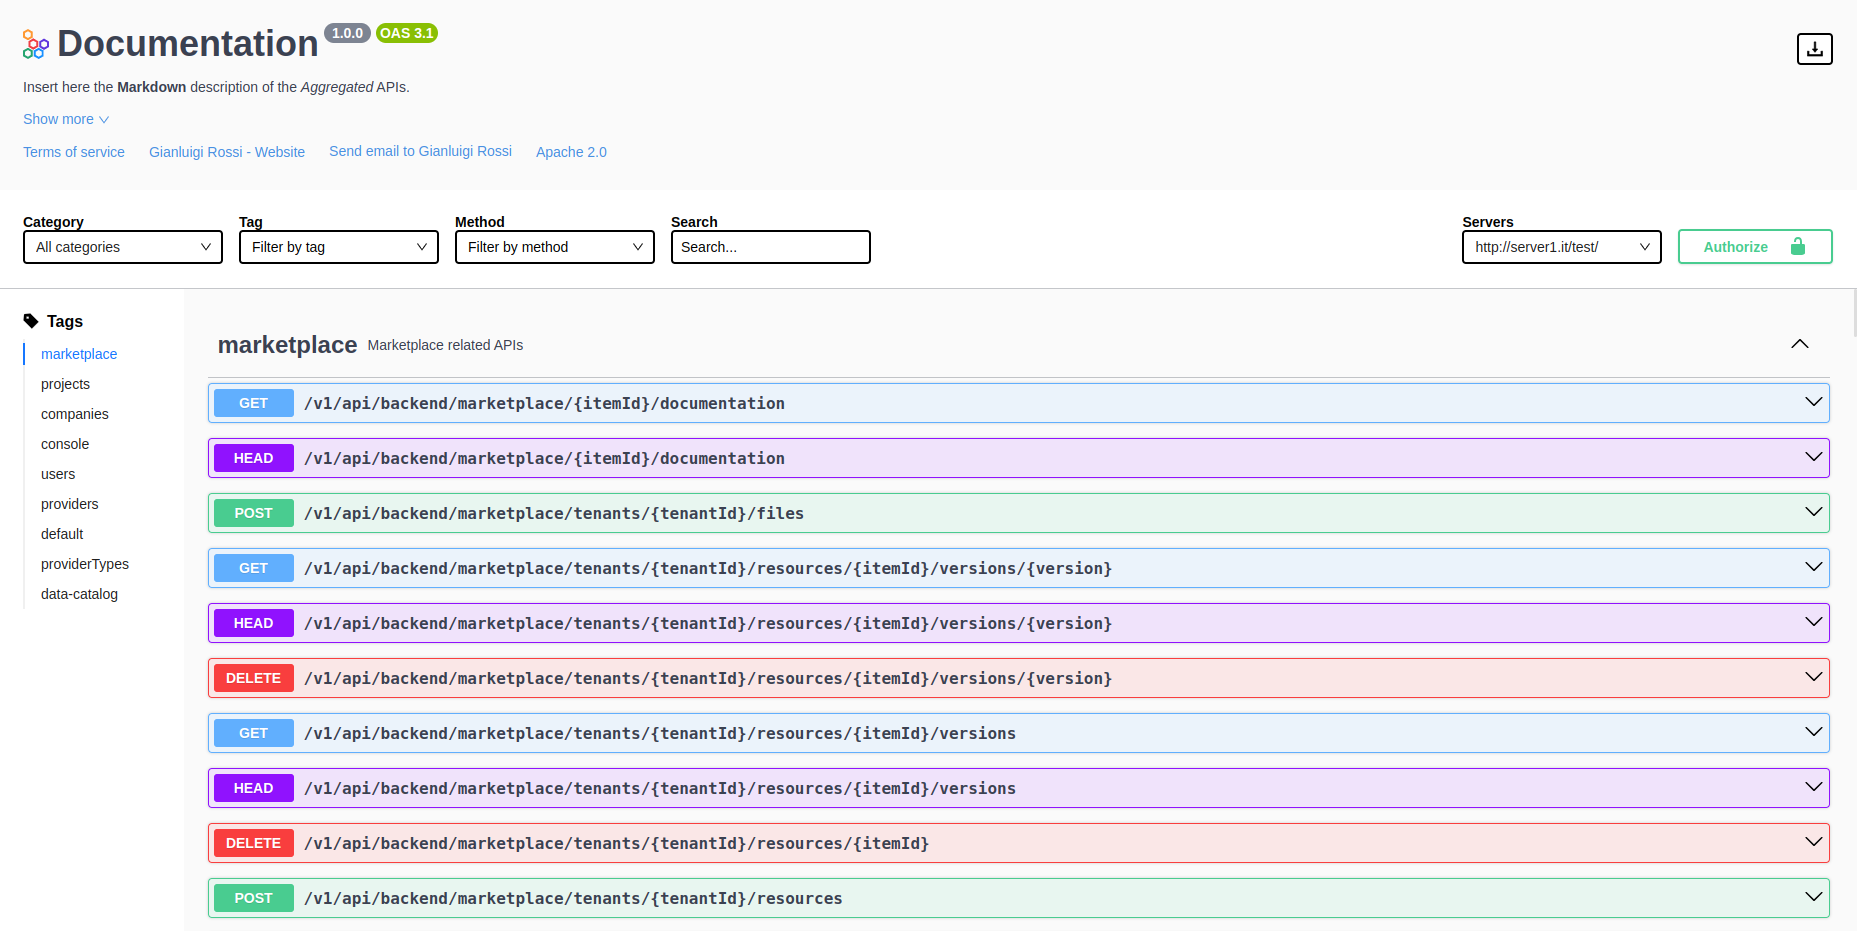 Documentation 1.0.0 OAS 3.1
Insert here the Markdown description of the Aggregated APIs.
Show more
Terms of service Gianluigi Rossi - Website Send email to Gianluigi Rossi Apache 2.0
Category Tag Method Search Servers
All categories Filter by tag Filter by method Search... http://server1.it/test/ Authorize
Tags
marketplace
projects
companies
console
users
providers
default
providerTypes
data-catalog
marketplace Marketplace related APIs
GET /v1/api/backend/marketplace/{itemId}/documentation
HEAD /v1/api/backend/marketplace/{itemId}/documentation
POST /v1/api/backend/marketplace/tenants/{tenantId}/files
GET /v1/api/backend/marketplace/tenants/{tenantId}/resources/{itemId}/versions/{version}
HEAD /v1/api/backend/marketplace/tenants/{tenantId}/resources/{itemId}/versions/{version}
DELETE /v1/api/backend/marketplace/tenants/{tenantId}/resources/{itemId}/versions/{version}
GET /v1/api/backend/marketplace/tenants/{tenantId}/resources/{itemId}/versions
HEAD /v1/api/backend/marketplace/tenants/{tenantId}/resources/{itemId}/versions
DELETE /v1/api/backend/marketplace/tenants/{tenantId}/resources/{itemId}
POST /v1/api/backend/marketplace/tenants/{tenantId}/resources